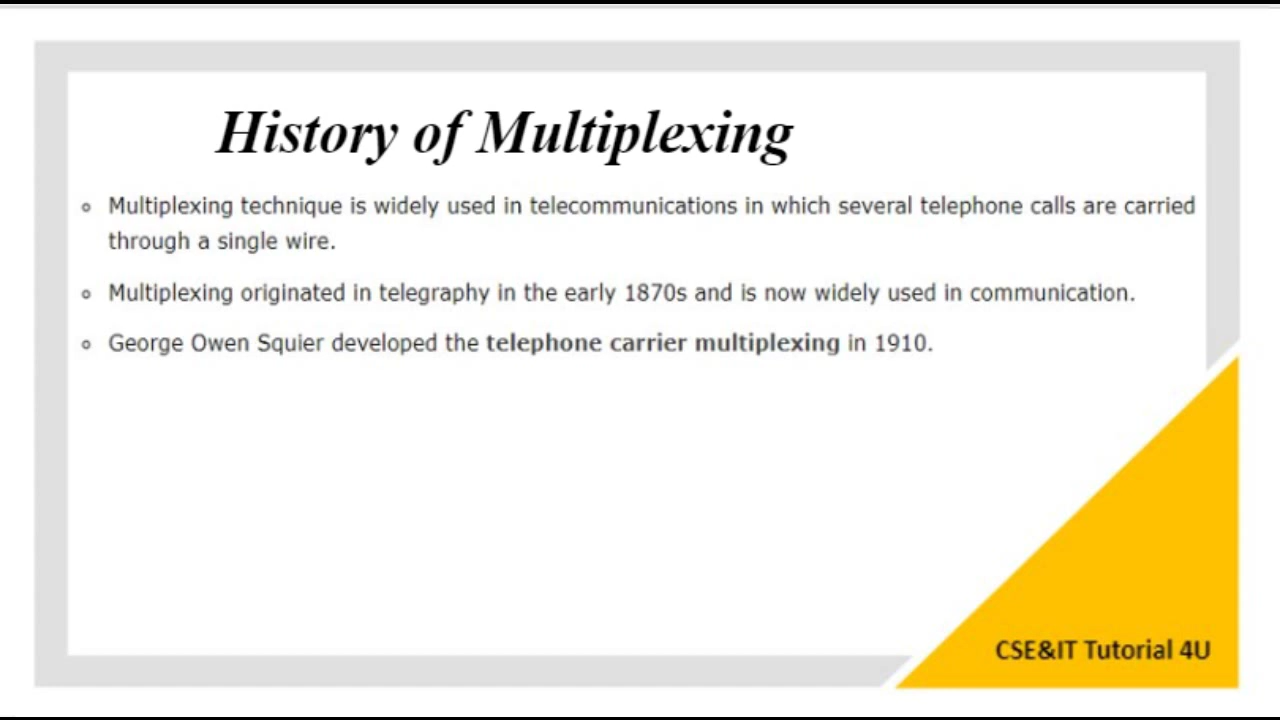 History of Multiplexing
Multiplexing technique is widely used in telecommunications in which several telephone calls are carried
through a single wire.
Multiplexing originated in telegraphy in the early 1870s and is now widely used in communication.
George Owen Squier developed the telephone carrier multiplexing in 1910.
CSE&IT Tutorial 4U